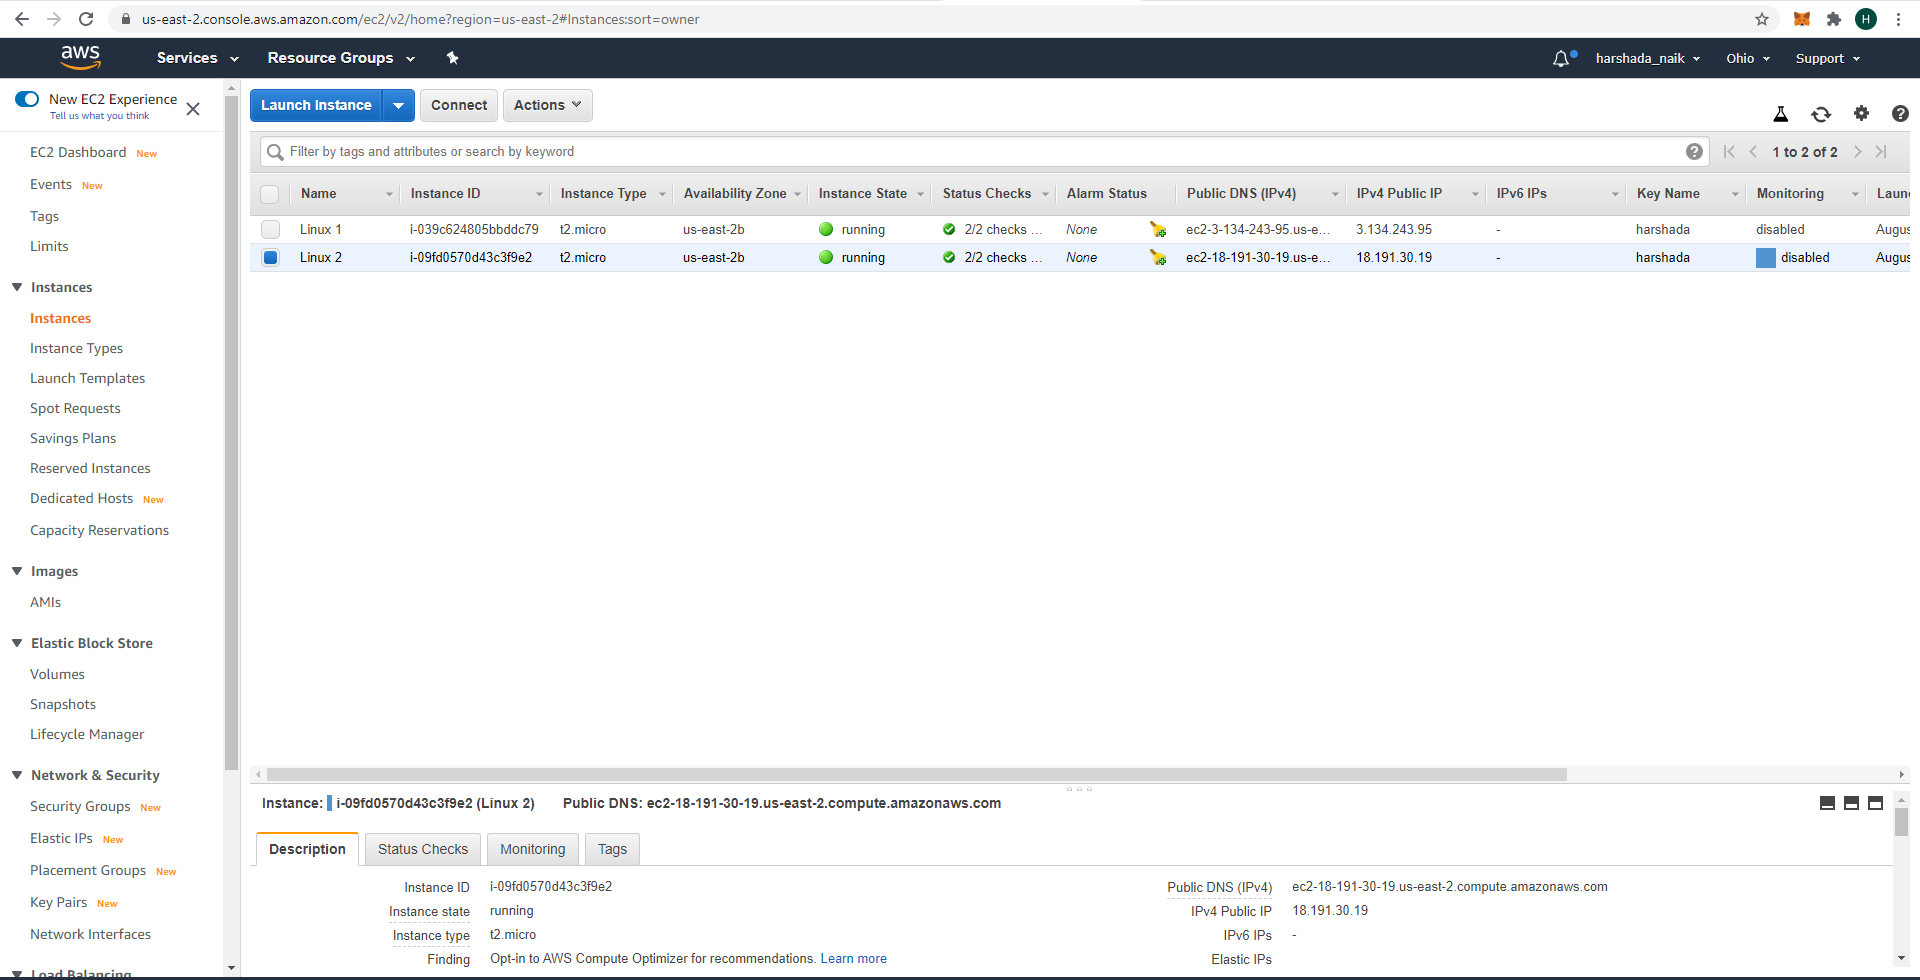 us-east-2.console.aws.amazon.com/ec2/v2/home?region=us-east-2#Instances:sort=owner
H
aws
Services
Resource Groups
harshada_naik
Ohio
Support
New EC2 Experience
Tell us what you think
EC2 Dashboard New
Events New
Tags
Limits
Instances
Instances
Instance Types
Launch Templates
Spot Requests
Savings Plans
Reserved Instances
Dedicated Hosts New
Capacity Reservations
Images
AMIs
Elastic Block Store
Volumes
Snapshots
Lifecycle Manager
Network & Security
Security Groups New
Elastic IPs New
Placement Groups New
Key Pairs New
Network Interfaces
Load Balancing
Launch Instance
Connect
Actions
Filter by tags and attributes or search by keyword
1 to 2 of 2
Name Instance ID Instance Type Availability Zone Instance State Status Checks Alarm Status Public DNS (IPv4) IPv4 Public IP IPv6 IPs Key Name Monitoring Laun
Linux 1 i-039c624805bbddc79 t2.micro us-east-2b running 2/2 checks ... None ec2-3-134-243-95.us-e... 3.134.243.95 - harshada disabled Augus
Linux 2 i-09fd0570d43c3f9e2 t2.micro us-east-2b running 2/2 checks ... None ec2-18-191-30-19.us-e... 18.191.30.19 - harshada disabled Augus
Instance: i-09fd0570d43c3f9e2 (Linux 2) Public DNS: ec2-18-191-30-19.us-east-2.compute.amazonaws.com
Description
Status Checks
Monitoring
Tags
Instance ID i-09fd0570d43c3f9e2
Instance state running
Instance type t2.micro
Finding Opt-in to AWS Compute Optimizer for recommendations. Learn more
Public DNS (IPv4) ec2-18-191-30-19.us-east-2.compute.amazonaws.com
IPv4 Public IP 18.191.30.19
IPv6 IPs -
Elastic IPs